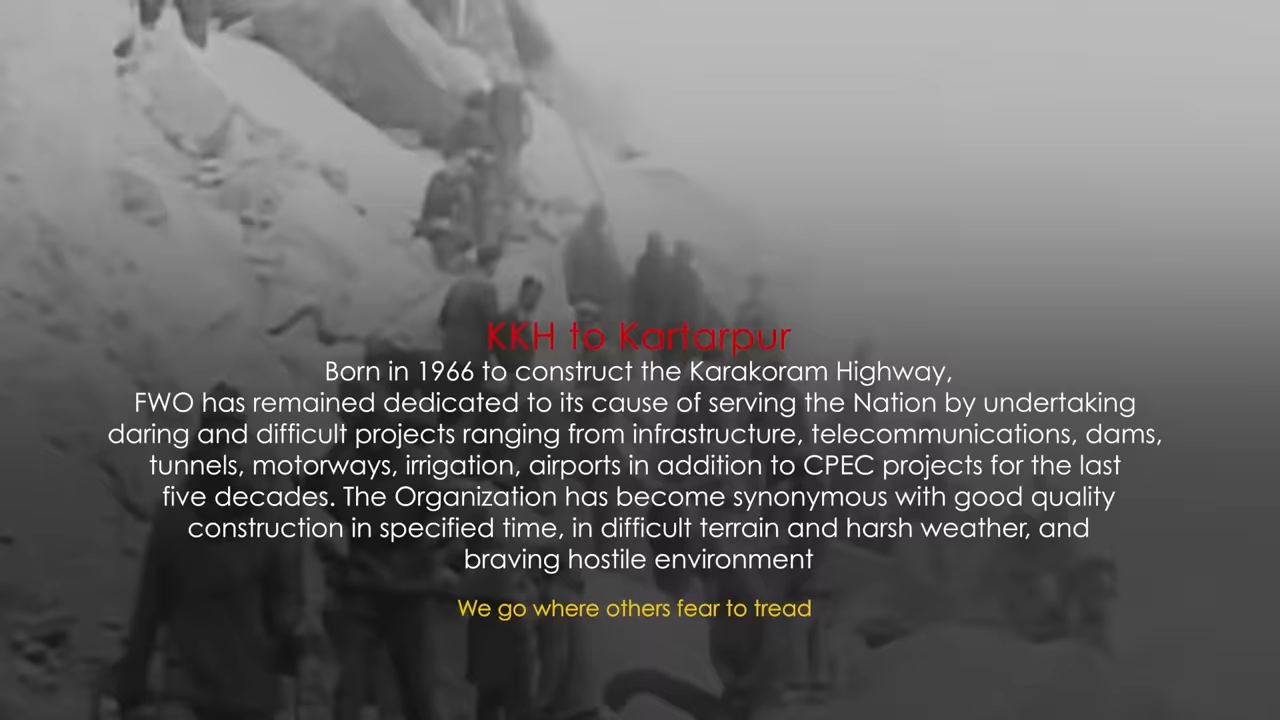 KKH to Kartarpur
Born in 1966 to construct the Karakoram Highway,
FWO has remained dedicated to its cause of serving the Nation by undertaking
daring and difficult projects ranging from infrastructure, telecommunications, dams,
tunnels, motorways, irrigation, airports in addition to CPEC projects for the last
five decades. The Organization has become synonymous with good quality
construction in specified time, in difficult terrain and harsh weather, and
braving hostile environment
We go where others fear to tread